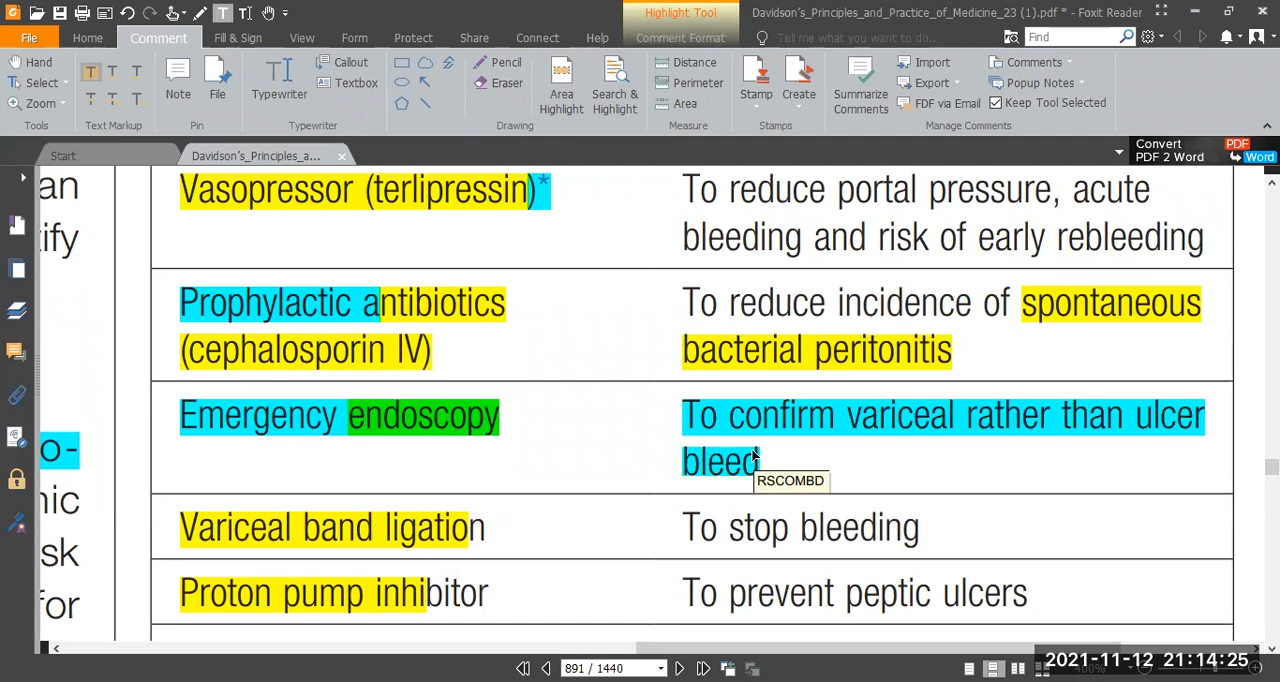 Highlight Tool
Davidson's_Principles_and_Practice_of_Medicine_23 (1).pdf * - Foxit Reader
File Home Comment Fill & Sign View Form Protect Share Connect Help Comment Format Tell me what you want to do.. Find
Hand
Select
Zoom
Tools
Text Markup
Note
File
Pin
Typewriter
Callout
Textbox
Typewriter
Pencil
Eraser
Drawing
Area
Highlight
Search &
Highlight
Distance
Perimeter
Area
Measure
Stamp
Create
Stamps
Summarize
Comments
Import
Export
FDF via Email
Comments
Popup Notes
Keep Tool Selected
Manage Comments
Start
Davidson's_Principles_a...
Convert PDF
PDF 2 Word Word
an
ify
o-
nic
sk
for
Vasopressor (terlipressin)*
To reduce portal pressure, acute
bleeding and risk of early rebleeding
Prophylactic antibiotics
(cephalosporin IV)
To reduce incidence of spontaneous
bacterial peritonitis
Emergency endoscopy
To confirm variceal rather than ulcer
bleed
RSCOMBD
Variceal band ligation
To stop bleeding
Proton pump inhibitor
To prevent peptic ulcers
891 / 1440
2021-11-12 21:14:25